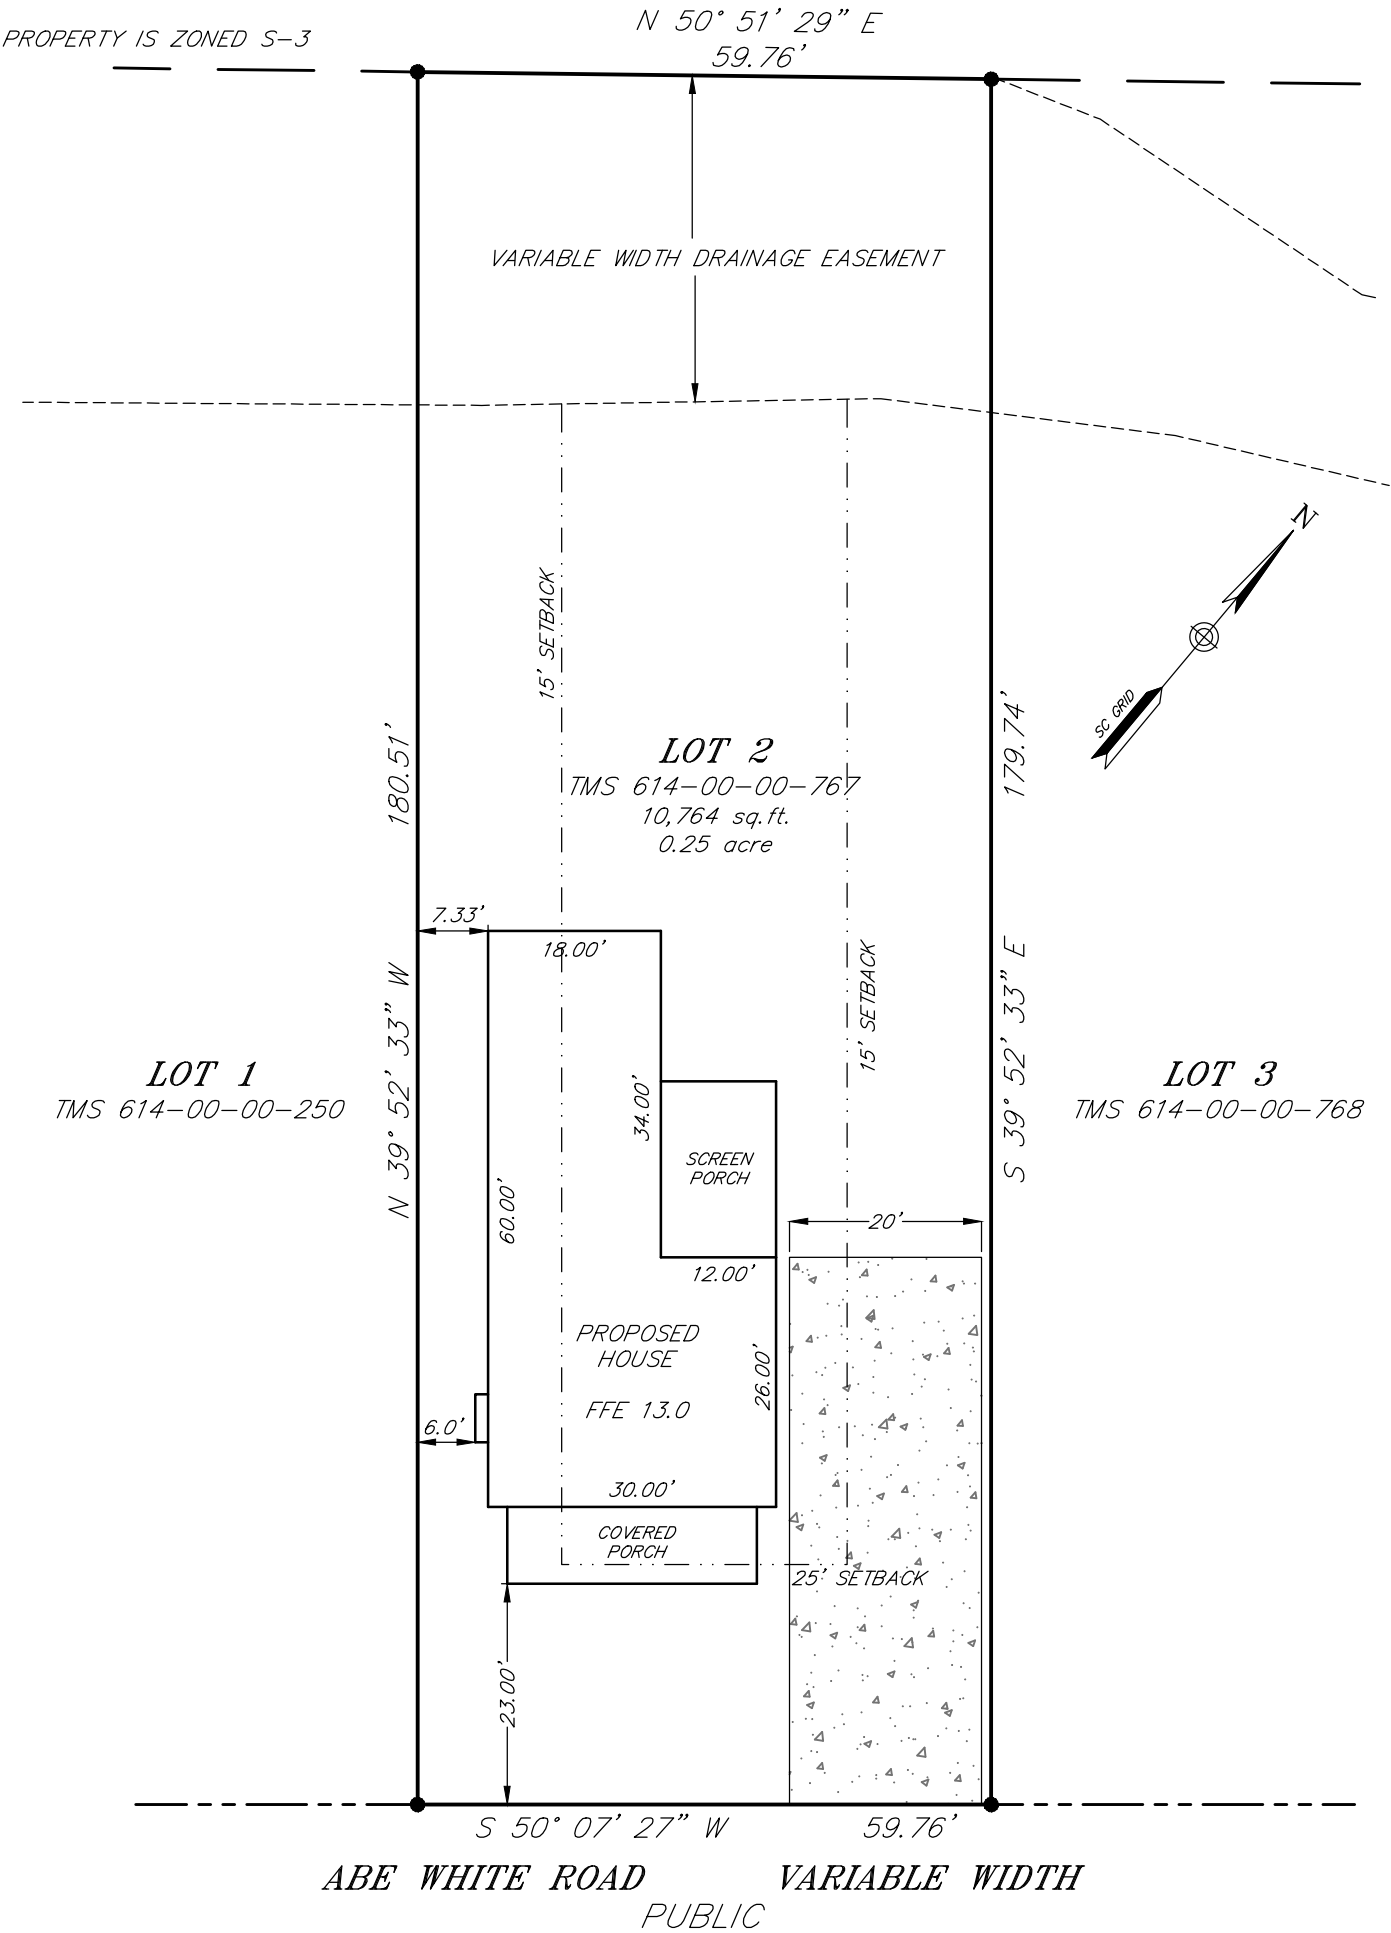 N 50° 51' 29" E
59.76'
PROPERTY IS ZONED S-3
VARIABLE WIDTH DRAINAGE EASEMENT
N
SC GRID
15' SETBACK
180.51'
179.74'
LOT 2
TMS 614-00-00-767
10,764 sq.ft.
0.25 acre
7.33'
18.00'
15' SETBACK
N 39° 52' 33" W
S 39° 52' 33" E
LOT 1
TMS 614-00-00-250
LOT 3
TMS 614-00-00-768
34.00'
SCREEN
PORCH
60.00'
20'
12.00'
PROPOSED
HOUSE
26.00'
FFE 13.0
6.0'
30.00'
COVERED
PORCH
25' SETBACK
23.00'
S 50° 07' 27" W
59.76'
ABE WHITE ROAD
VARIABLE WIDTH
PUBLIC